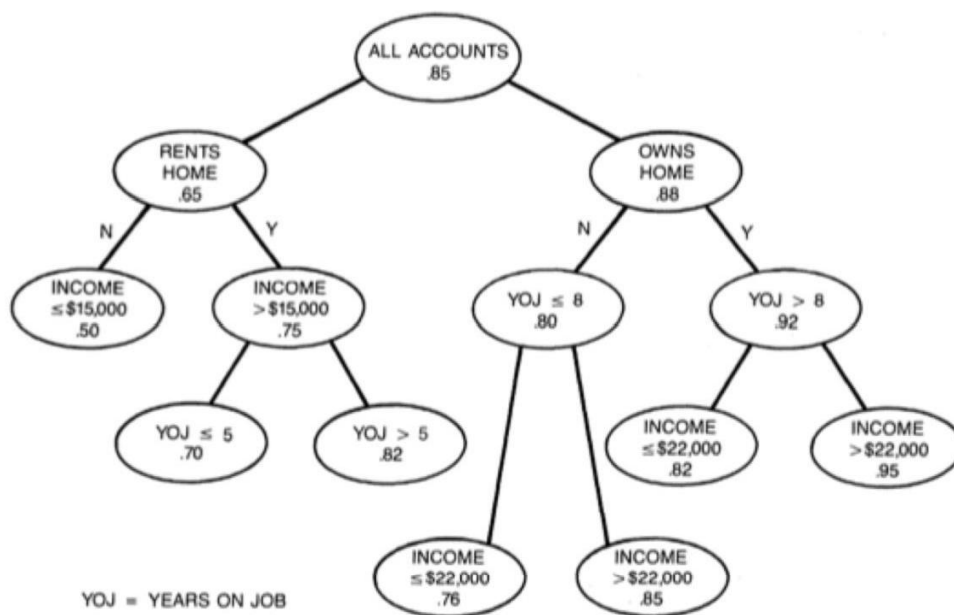 ALL ACCOUNTS
.85
RENTS
HOME
.65
OWNS
HOME
.88
N
Y
N
Y
INCOME
≤$15,000
.50
INCOME
>$15,000
.75
YOJ ≤ 8
.80
YOJ > 8
.92
YOJ ≤ 5
.70
YOJ > 5
.82
INCOME
≤$22,000
.82
INCOME
>$22,000
.95
INCOME
≤$22,000
.76
INCOME
>$22,000
.85
YOJ = YEARS ON JOB